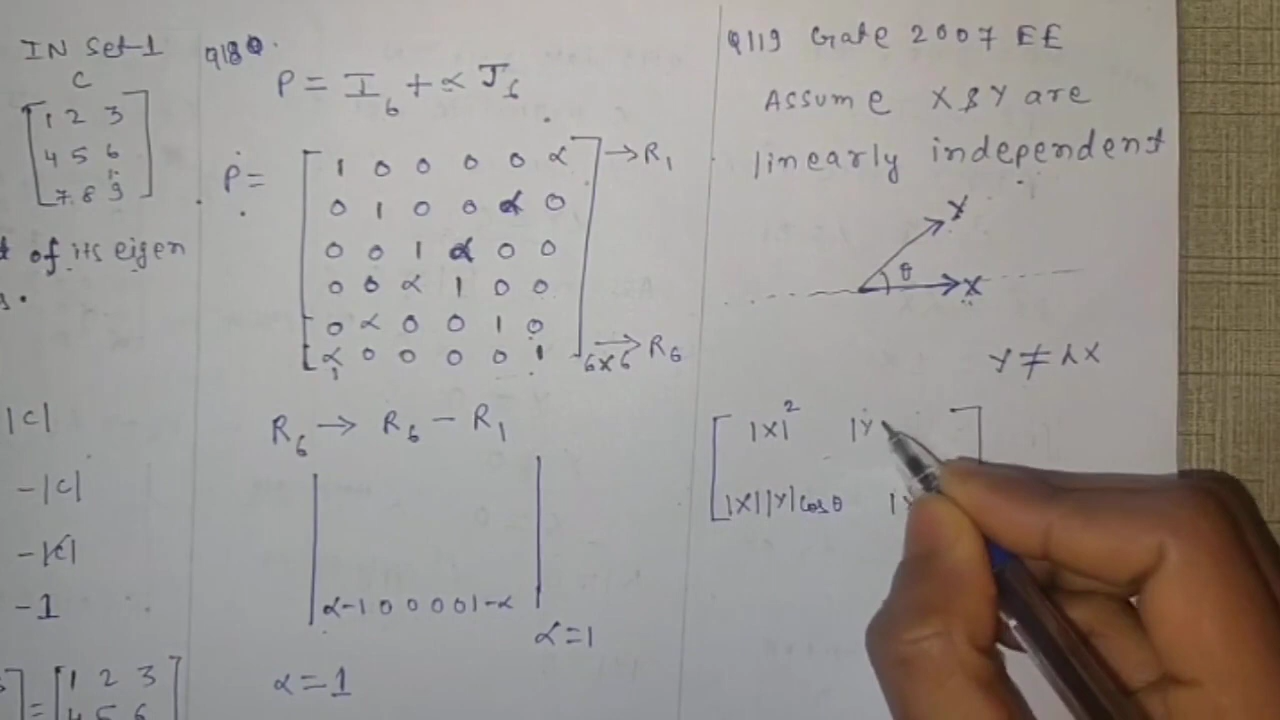 IN Set-1
C
1 2 3
4 5 6
7 8 9
of its eigen
|C|
-|C|
-|C|
-1
= [1 2 3
4 5 6
Q18
P = I6 + α J6
P =
1 0 0 0 0 α → R1
0 1 0 0 α 0
0 0 1 α 0 0
0 0 α 1 0 0
0 α 0 0 1 0
α 0 0 0 0 1 → R6
6×6
R6 → R6 - R1
α-1 0 0 0 0 1-α
α=1
α=1
Q119 Gate 2007 EE
Assume X & Y are
linearly independent
Y
θ
X
Y ≠ λX
|X|² |Y
|X||Y|cosθ